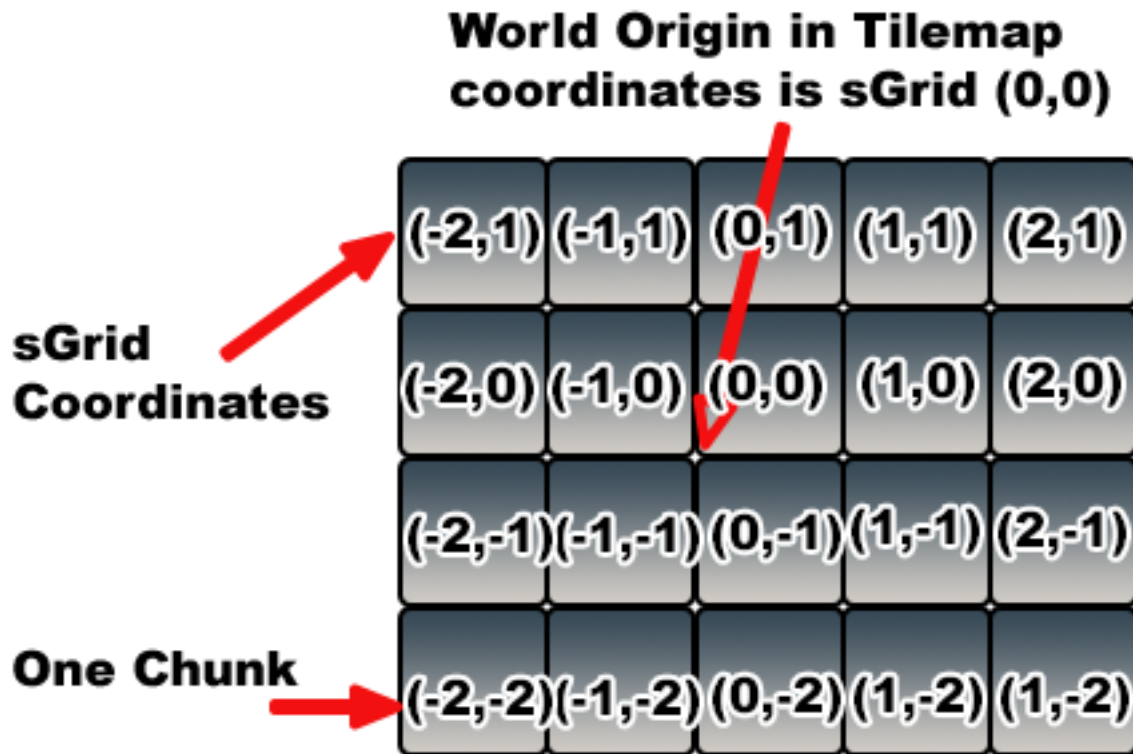 World Origin in Tilemap
coordinates is sGrid (0,0)
(-2,1) (-1,1) (0,1) (1,1) (2,1)
sGrid
Coordinates
(-2,0) (-1,0) (0,0) (1,0) (2,0)
(-2,-1) (-1,-1) (0,-1) (1,-1) (2,-1)
One Chunk
(-2,-2) (-1,-2) (0,-2) (1,-2) (1,-2)